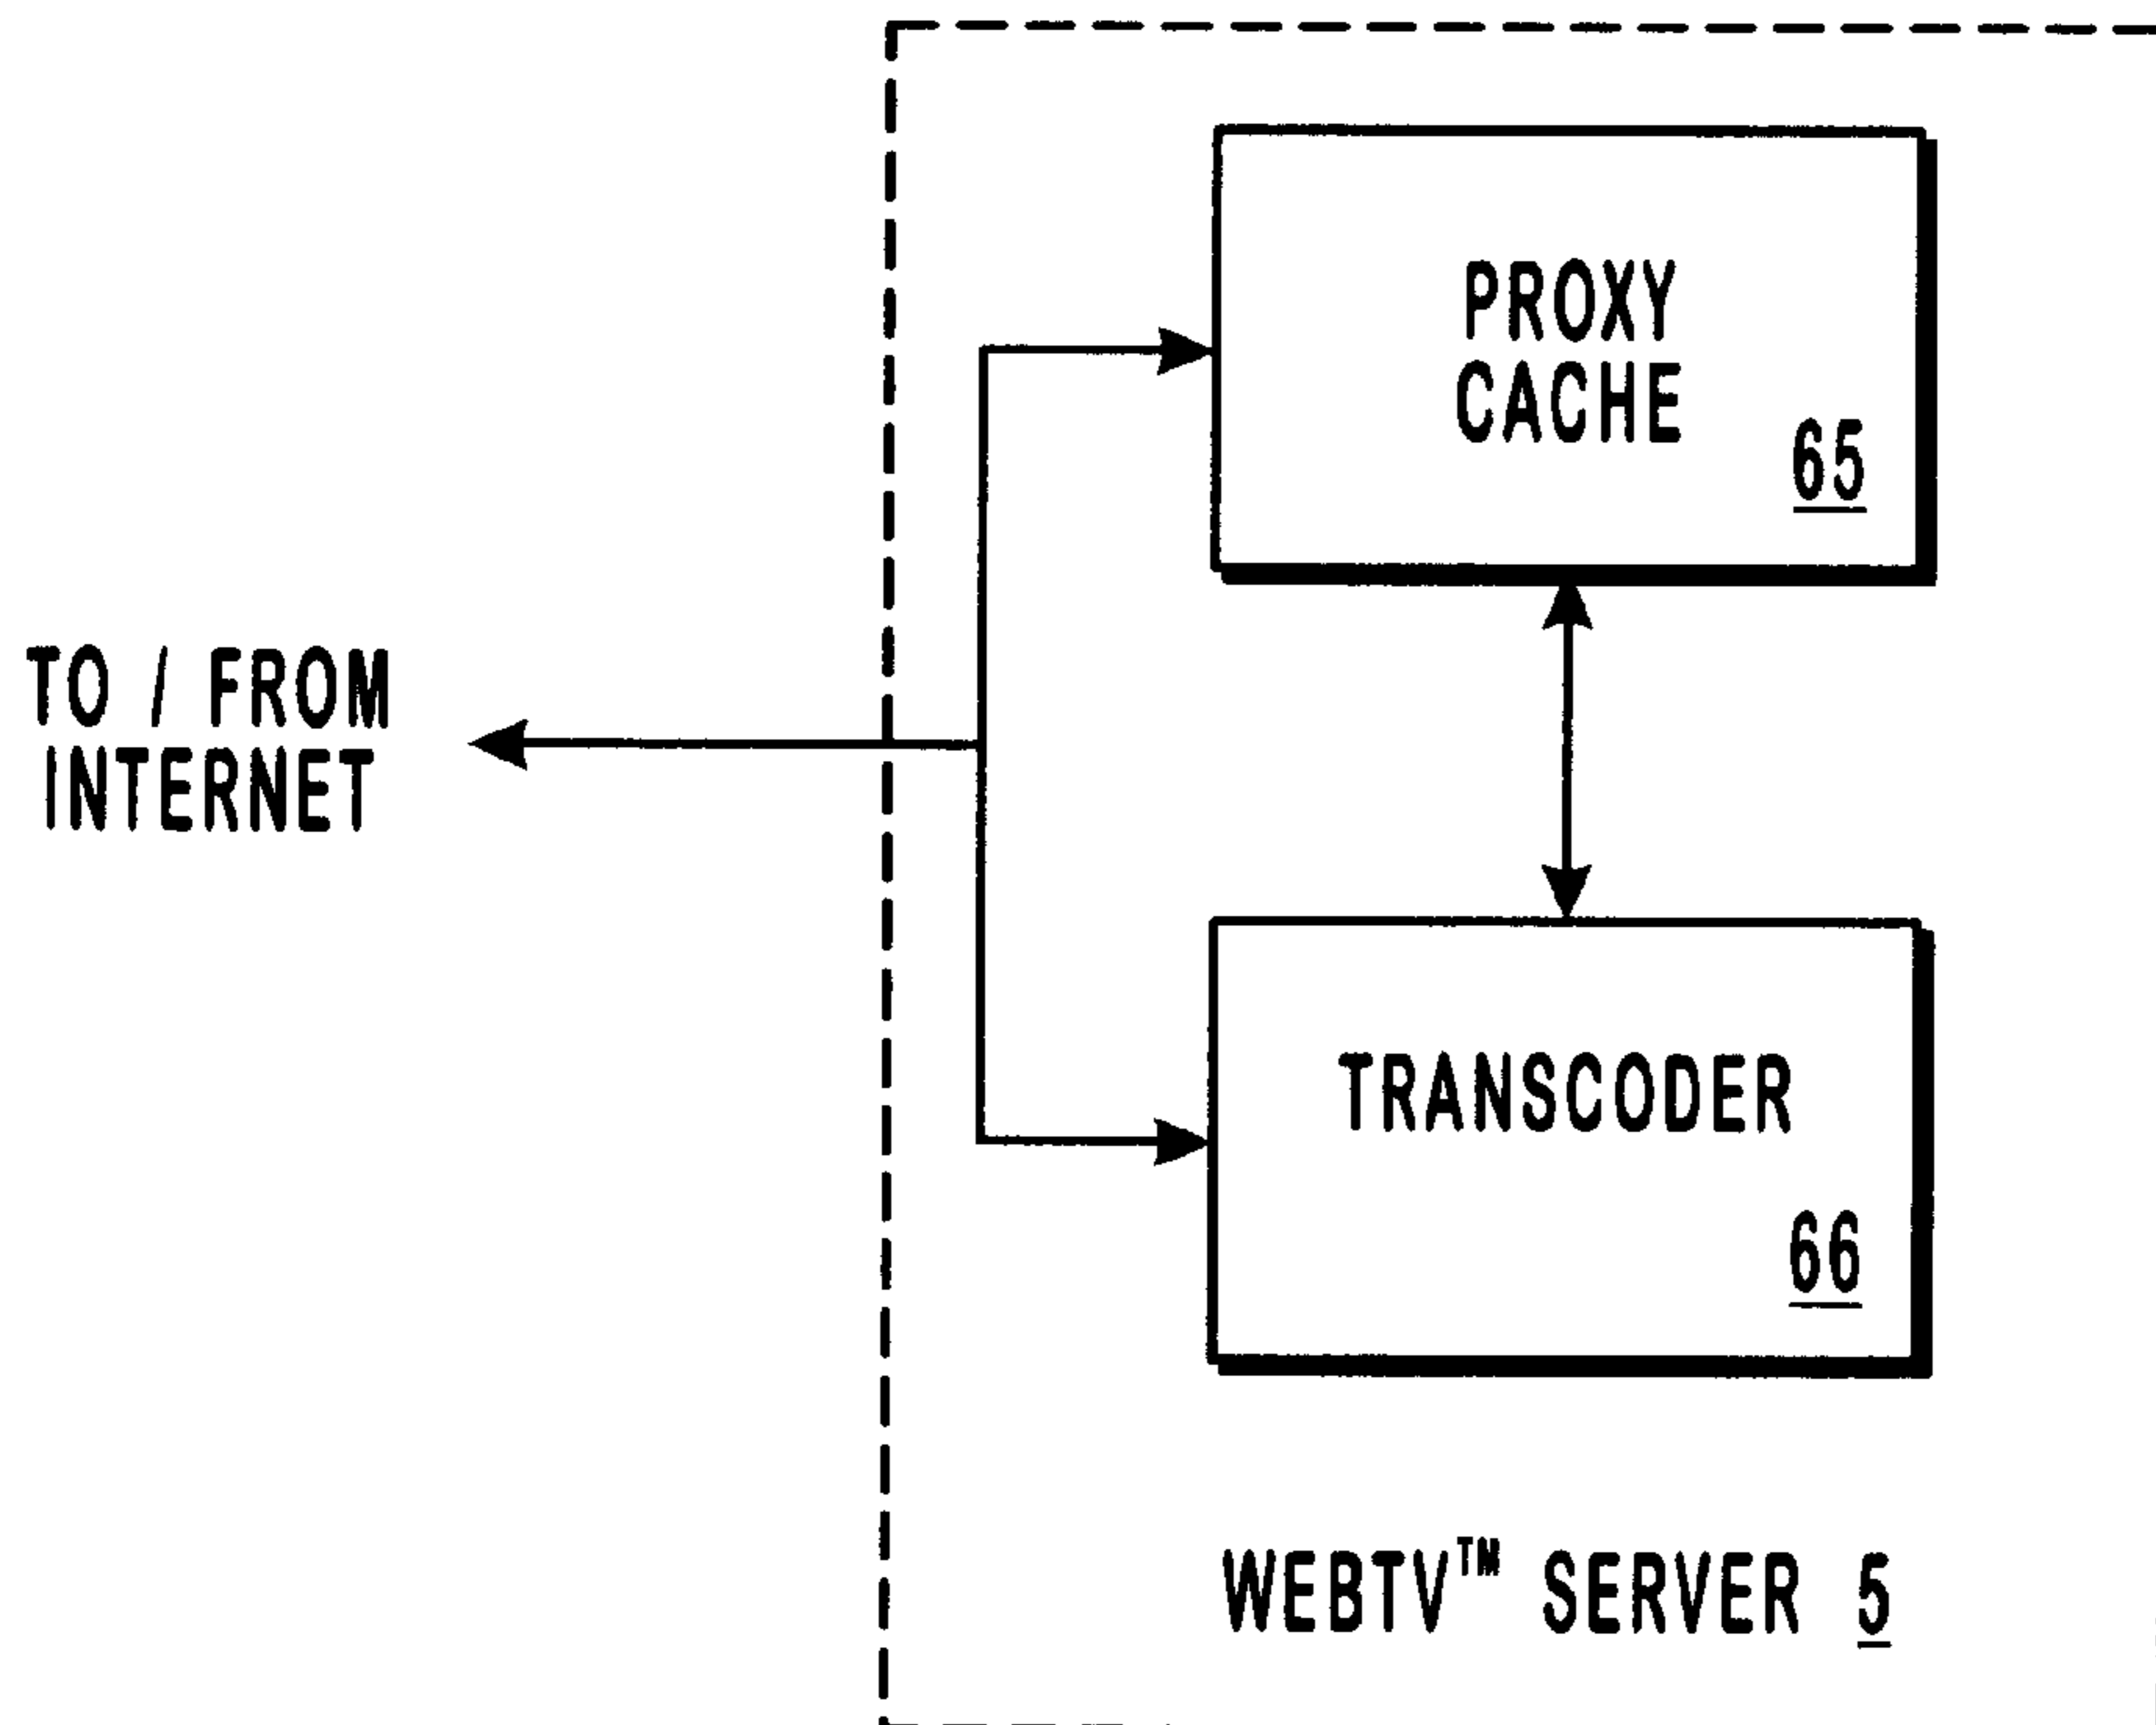 PROXY
CACHE
65
TO / FROM
INTERNET
TRANSCODER
66
WEBTV™ SERVER 5